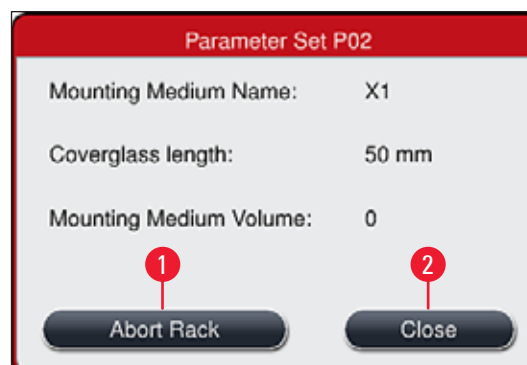 Parameter Set P02
Mounting Medium Name: X1
Coverglass length: 50 mm
Mounting Medium Volume: 0
1 2
Abort Rack Close